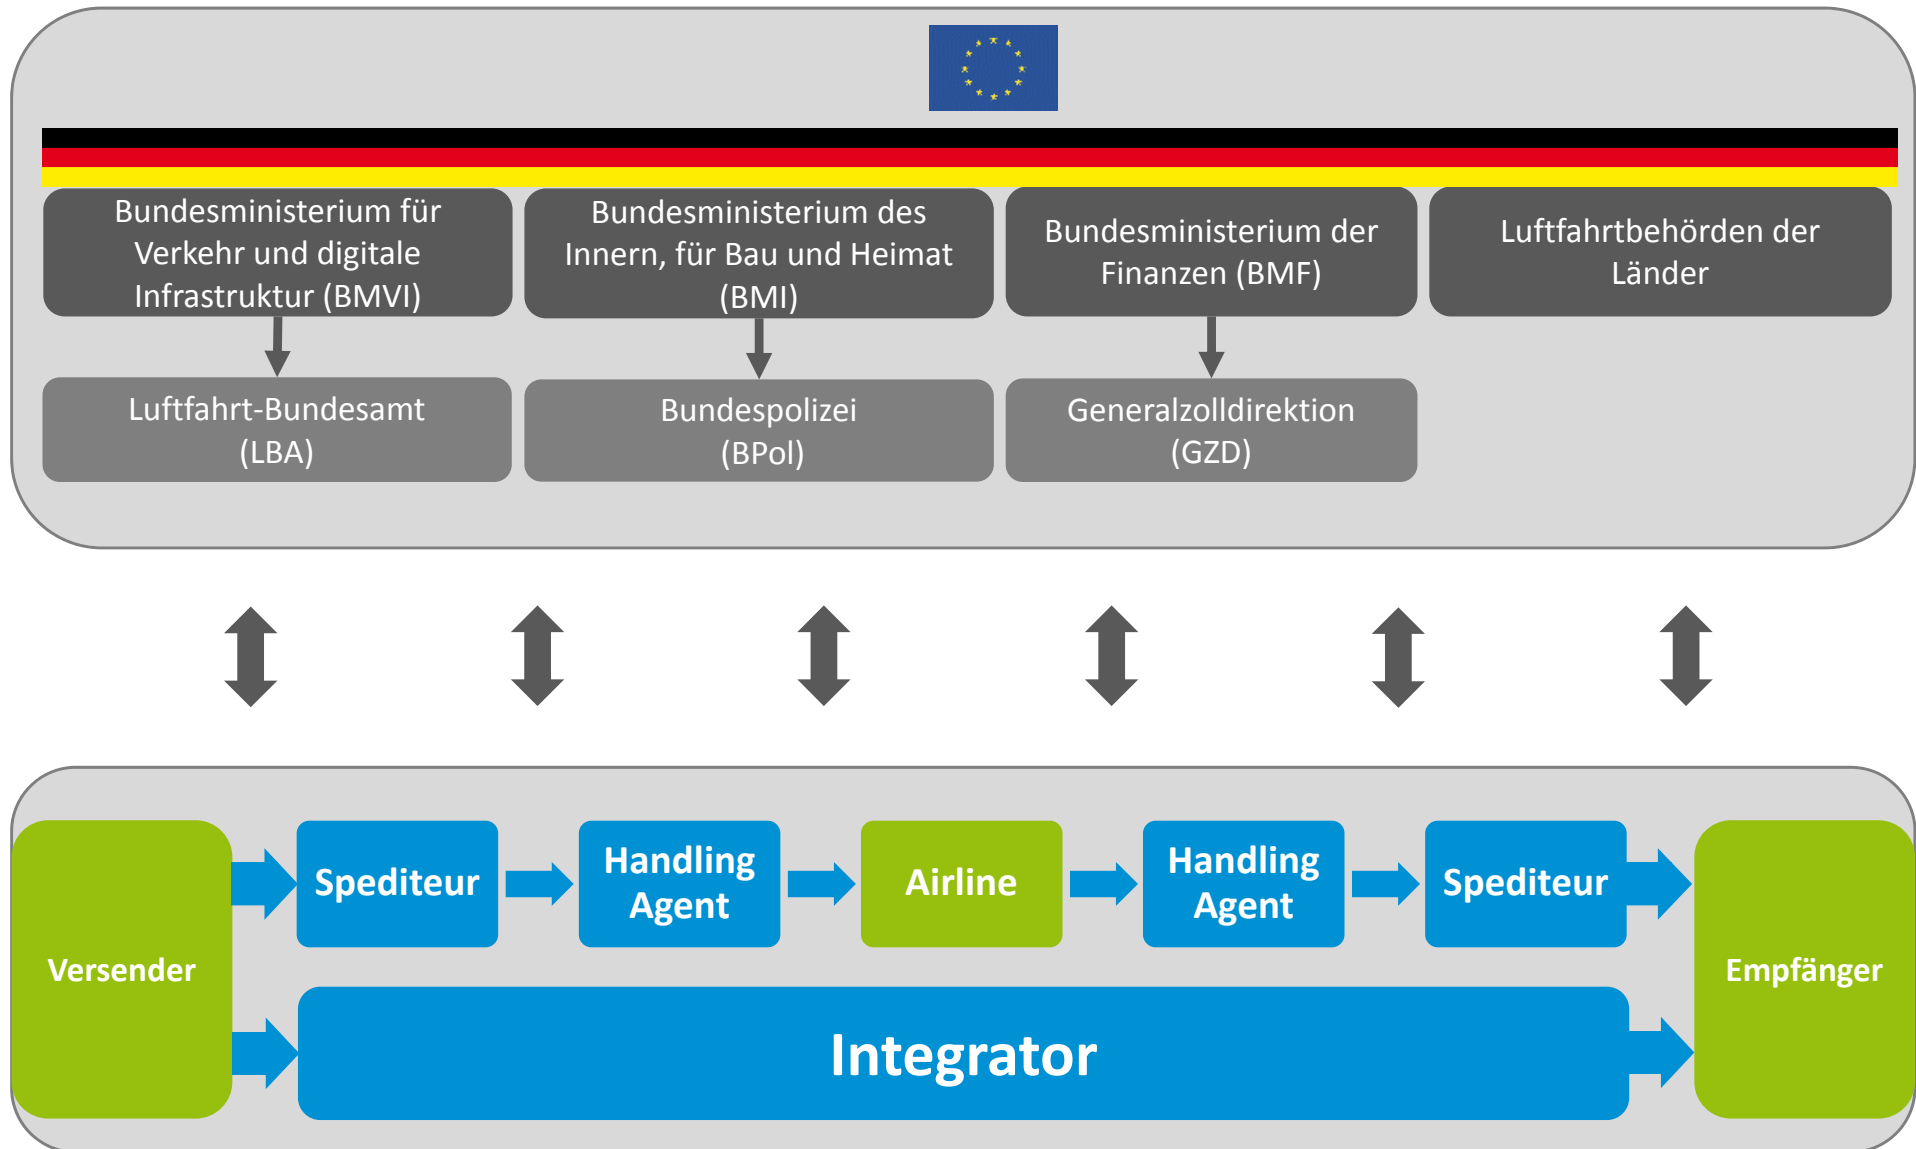 Bundesministerium für
Verkehr und digitale
Infrastruktur (BMVI)
Bundesministerium des
Innern, für Bau und Heimat
(BMI)
Bundesministerium der
Finanzen (BMF)
Luftfahrtbehörden der
Länder
Luftfahrt-Bundesamt
(LBA)
Bundespolizei
(BPol)
Generalzolldirektion
(GZD)
Versender
Spediteur
Handling
Agent
Airline
Handling
Agent
Spediteur
Empfänger
Integrator